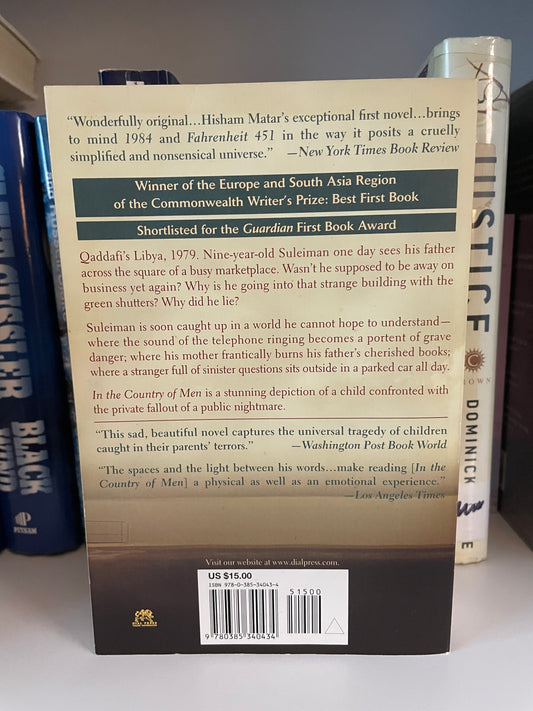 “Wonderfully original…Hisham Matar’s exceptional first novel…brings
to mind 1984 and Fahrenheit 451 in the way it posits a cruelly
simplified and nonsensical universe.” —New York Times Book Review
Winner of the Europe and South Asia Region
of the Commonwealth Writer’s Prize: Best First Book
Shortlisted for the Guardian First Book Award
Qaddafi’s Libya, 1979. Nine-year-old Suleiman one day sees his father
across the square of a busy marketplace. Wasn’t he supposed to be away on
business yet again? Why is he going into that strange building with the
green shutters? Why did he lie?
Suleiman is soon caught up in a world he cannot hope to understand—
where the sound of the telephone ringing becomes a portent of grave
danger; where his mother frantically burns his father’s cherished books;
where a stranger full of sinister questions sits outside in a parked car all day.
In the Country of Men is a stunning depiction of a child confronted with
the private fallout of a public nightmare.
“This sad, beautiful novel captures the universal tragedy of children
caught in their parents’ terrors.” —Washington Post Book World
“The spaces and the light between his words…make reading [In the
Country of Men] a physical as well as an emotional experience.”
—Los Angeles Times
Visit our website at www.dialpress.com.
US $15.00
ISBN 978-0-385-34043-4
51500
9 780385 340434
DIAL PRESS
CLIVE CUSSLER
BLACK
WIND
PUTNAM
JUSTICE
DOMINICK